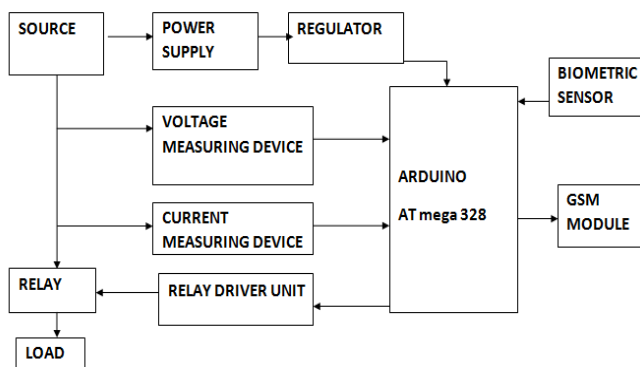 SOURCE
POWER
SUPPLY
REGULATOR
BIOMETRIC
SENSOR
VOLTAGE
MEASURING DEVICE
ARDUINO
AT mega 328
GSM
MODULE
CURRENT
MEASURING DEVICE
RELAY
RELAY DRIVER UNIT
LOAD